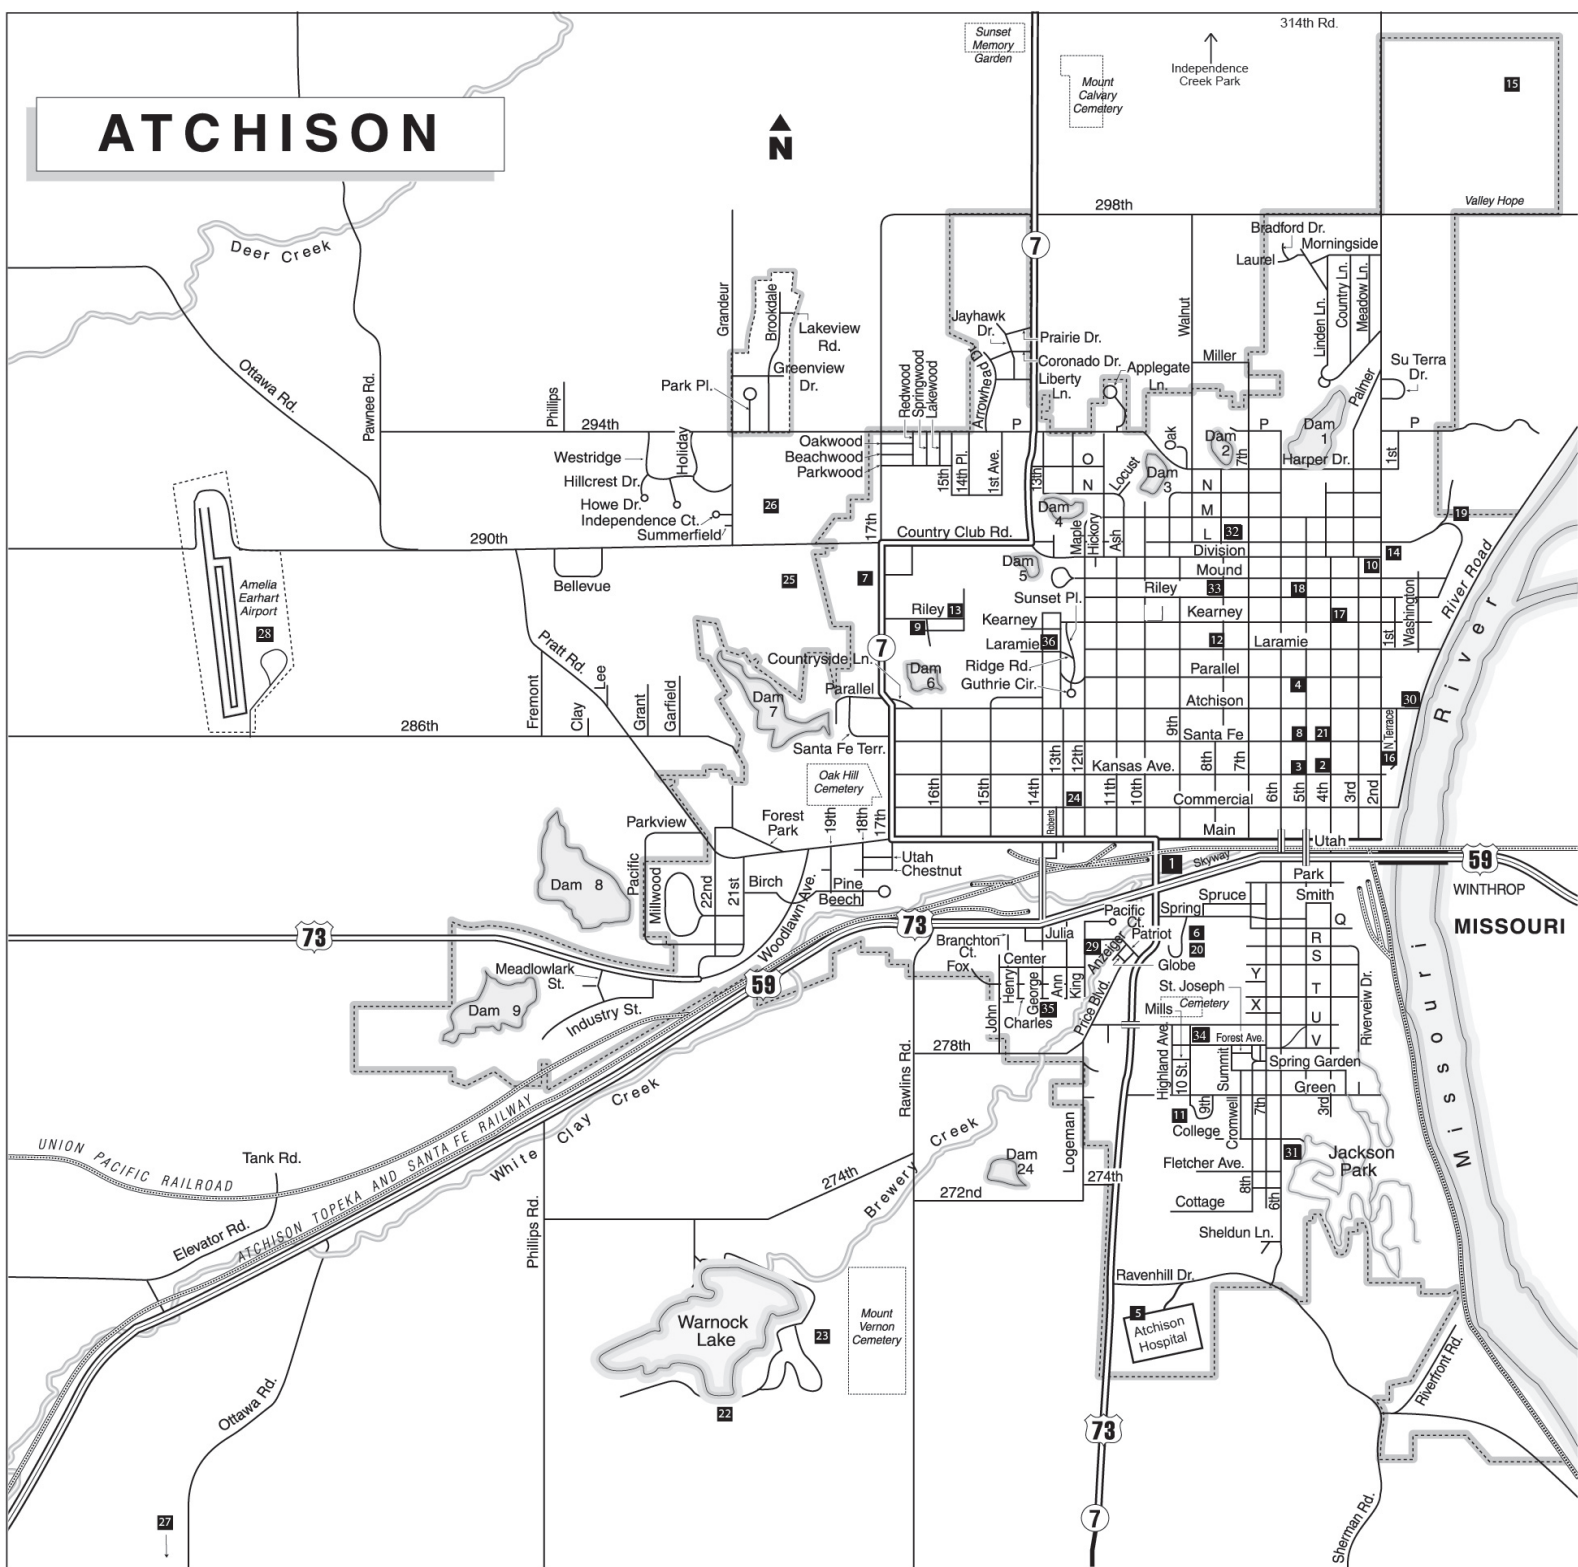 ATCHISON
N
314th Rd.
Sunset
Memory
Garden
Mount
Calvary
Cemetery
Independence
Creek Park
15
Deer Creek
298th
Valley Hope
7
Bradford Dr.
Morningside
Laurel
Linden Ln.
Country Ln.
Meadow Ln.
Grandeur
Brookdale
Lakeview
Rd.
Greenview
Dr.
Park Pl.
Walnut
Jayhawk
Dr.
Prairie Dr.
Coronado Dr.
Arrowhead Dr.
Liberty
Ln.
Applegate
Ln.
Miller
Su Terra
Dr.
Palmer
Redwood
Springwood
Lakewood
Ottawa Rd.
Pawnee Rd.
Phillips
294th
P
P
P
Westridge
Holiday
Hillcrest Dr.
Howe Dr.
Independence Ct.
Summerfield
26
Oakwood
Beachwood
Parkwood
15th
14th Pl.
1st Ave.
13th
O
N
Locust
Oak
Dam
1
Dam
2
7th
Dam
3
Harper Dr.
1st
N
M
L
32
Dam
4
Maple
Hickory
Ash
19
17th
Country Club Rd.
290th
Division
Mound
14
10
Bellevue
25
7
Dam
5
Sunset Pl.
Riley
33
18
Riley
13
9
Kearney
Kearney
17
Washington
River Road
Amelia
Earhart
Airport
28
Laramie
36
12
Laramie
1st
Pratt Rd.
7
Countryside Ln.
Dam
6
Ridge Rd.
Guthrie Cir.
Parallel
4
Lee
Dam
7
Parallel
Atchison
30
Fremont
Clay
Grant
Garfield
286th
Santa Fe Terr.
9th
Santa Fe
8
21
N. Terrace
16
13th
12th
Kansas Ave.
8th
7th
3
2
Oak Hill
Cemetery
16th
15th
14th
24
11th
10th
Commercial
6th
5th
4th
3rd
2nd
Parkview
Forest
Park
19th
18th
17th
Roberts
Main
Utah
Utah
Chestnut
1
Skyway
59
WINTHROP
MISSOURI
Missouri River
Dam 8
Pacific
Millwood
22nd
21st
Birch
Pine
Beech
Woodlawn Ave.
Park
Spruce
Smith
Spring
Pacific
Ct.
Patriot
6
20
Q
R
S
73
73
Julia
Branchton
Ct.
Fox
Center
29
Anzeiger
Globe
Meadlowlark
St.
59
Henry
George
Ann
King
Y
T
St. Joseph
Cemetery
Mills
X
U
Riverveiw Dr.
Dam 9
Industry St.
John
35
Charles
Price Blvd.
34
Forest Ave.
V
278th
Highland Ave.
10 St.
Summit
Spring Garden
Green
UNION PACIFIC RAILROAD
ATCHISON TOPEKA AND SANTA FE RAILWAY
White Clay Creek
Rawlins Rd.
Logeman
11
9th
Cromwell
7th
3rd
College
Brewery Creek
Tank Rd.
Dam
24
31
Jackson
Park
Fletcher Ave.
274th
274th
272nd
8th
6th
Cottage
Elevator Rd.
Phillips Rd.
Sheldun Ln.
Ravenhill Dr.
Warnock
Lake
23
Mount
Vernon
Cemetery
5
Atchison
Hospital
Ottawa Rd.
22
Riverfront Rd.
73
27
7
Sherman Rd.